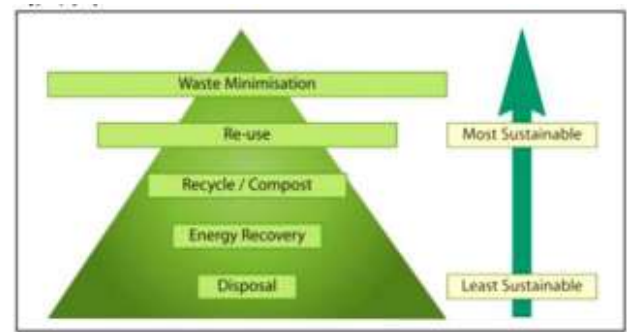 Waste Minimisation
Re-use
Most Sustainable
Recycle / Compost
Energy Recovery
Disposal
Least Sustainable